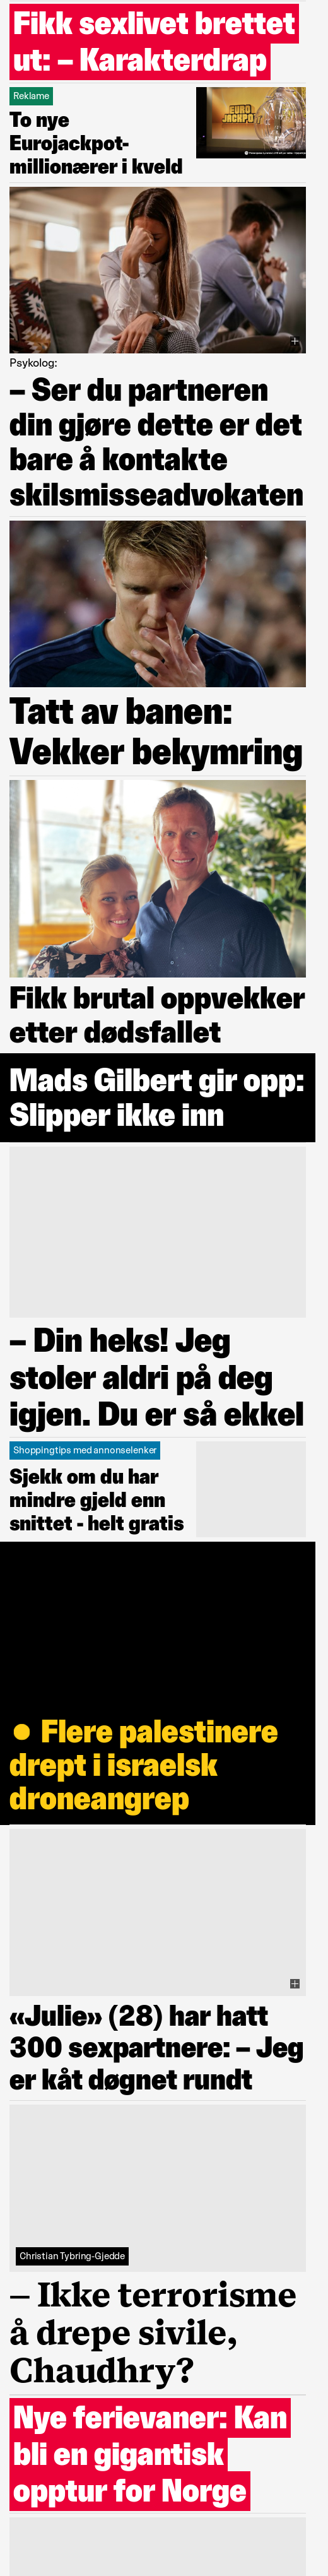 Fikk sexlivet brettet
ut: – Karakterdrap
Reklame
To nye
Eurojackpot-
millionærer i kveld
EURO
JACKPOT
Psykolog:
– Ser du partneren
din gjøre dette er det
bare å kontakte
skilsmisseadvokaten
Tatt av banen:
Vekker bekymring
Fikk brutal oppvekker
etter dødsfallet
Mads Gilbert gir opp:
Slipper ikke inn
– Din heks! Jeg
stoler aldri på deg
igjen. Du er så ekkel
Shoppingtips med annonselenker
Sjekk om du har
mindre gjeld enn
snittet - helt gratis
● Flere palestinere
drept i israelsk
droneangrep
«Julie» (28) har hatt
300 sexpartnere: – Jeg
er kåt døgnet rundt
Christian Tybring-Gjedde
– Ikke terrorisme
å drepe sivile,
Chaudhry?
Nye ferievaner: Kan
bli en gigantisk
opptur for Norge